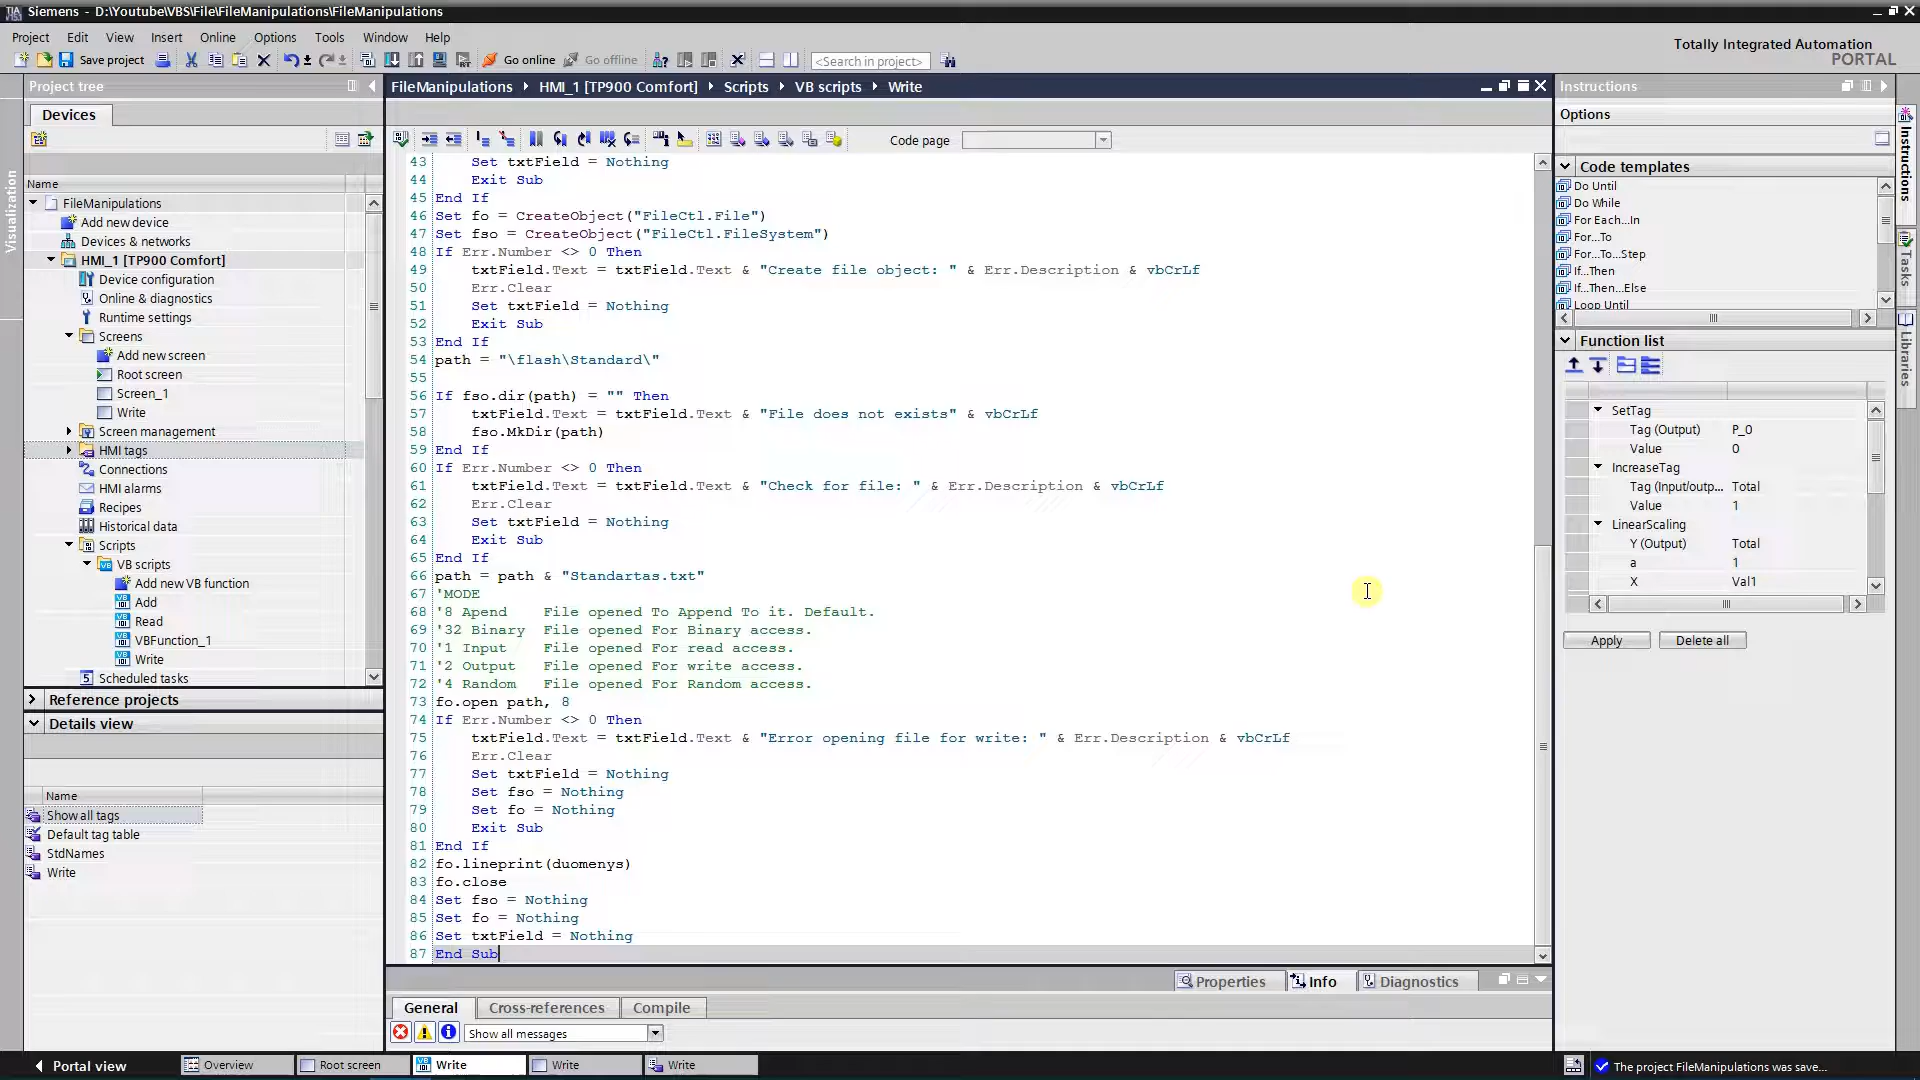 Siemens - D:\Youtube\VBS\File\FileManipulations\FileManipulations
Project Edit View Insert Online Options Tools Window Help
Totally Integrated Automation
PORTAL
Save project
Go online
Go offline
<Search in project>
Project tree
FileManipulations HMI_1 [TP900 Comfort] Scripts VB scripts Write
Instructions
Devices
Options
Code page
Visualization
Name
FileManipulations
Add new device
Devices & networks
HMI_1 [TP900 Comfort]
Device configuration
Online & diagnostics
Runtime settings
Screens
Add new screen
Root screen
Screen_1
Write
Screen management
HMI tags
Connections
HMI alarms
Recipes
Historical data
Scripts
VB scripts
Add new VB function
Add
Read
VBFunction_1
Write
Scheduled tasks
Reference projects
Details view
Name
Show all tags
Default tag table
StdNames
Write
43 Set txtField = Nothing
44 Exit Sub
45 End If
46 Set fo = CreateObject("FileCtl.File")
47 Set fso = CreateObject("FileCtl.FileSystem")
48 If Err.Number <> 0 Then
49 txtField.Text = txtField.Text & "Create file object: " & Err.Description & vbCrLf
50 Err.Clear
51 Set txtField = Nothing
52 Exit Sub
53 End If
54 path = "\flash\Standard\"
55
56 If fso.dir(path) = "" Then
57 txtField.Text = txtField.Text & "File does not exists" & vbCrLf
58 fso.MkDir(path)
59 End If
60 If Err.Number <> 0 Then
61 txtField.Text = txtField.Text & "Check for file: " & Err.Description & vbCrLf
62 Err.Clear
63 Set txtField = Nothing
64 Exit Sub
65 End If
66 path = path & "Standartas.txt"
67 'MODE
68 '8 Apend File opened To Append To it. Default.
69 '32 Binary File opened For Binary access.
70 '1 Input File opened For read access.
71 '2 Output File opened For write access.
72 '4 Random File opened For Random access.
73 fo.open path, 8
74 If Err.Number <> 0 Then
75 txtField.Text = txtField.Text & "Error opening file for write: " & Err.Description & vbCrLf
76 Err.Clear
77 Set txtField = Nothing
78 Set fso = Nothing
79 Set fo = Nothing
80 Exit Sub
81 End If
82 fo.lineprint(duomenys)
83 fo.close
84 Set fso = Nothing
85 Set fo = Nothing
86 Set txtField = Nothing
87 End Sub
Code templates
Do Until
Do While
For Each...In
For...To
For...To...Step
If...Then
If...Then...Else
Loop Until
Function list
SetTag
Tag (Output) P_0
Value 0
IncreaseTag
Tag (Input/outp... Total
Value 1
LinearScaling
Y (Output) Total
a 1
X Val1
Apply Delete all
Instructions
Tasks
Libraries
Properties Info Diagnostics
General Cross-references Compile
Show all messages
Portal view Overview Root screen Write Write Write
The project FileManipulations was save...